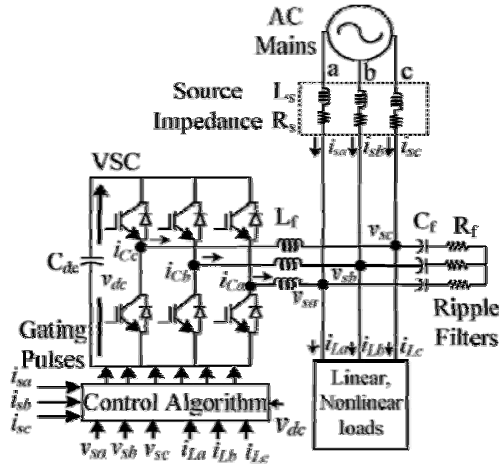 AC
Mains
a b c
Source
Impedance
Ls
Rs
isa isb isc
VSC
Lf
vsc
Cf
Rf
iCc
iCb
iCa
Cdc
vdc
vsb
vsa
Ripple
Filters
Gating
Pulses
iLa iLb iLc
Linear,
Nonlinear
loads
isa
isb
isc
Control Algorithm
vdc
vsa vsb vsc iLa iLb iLc